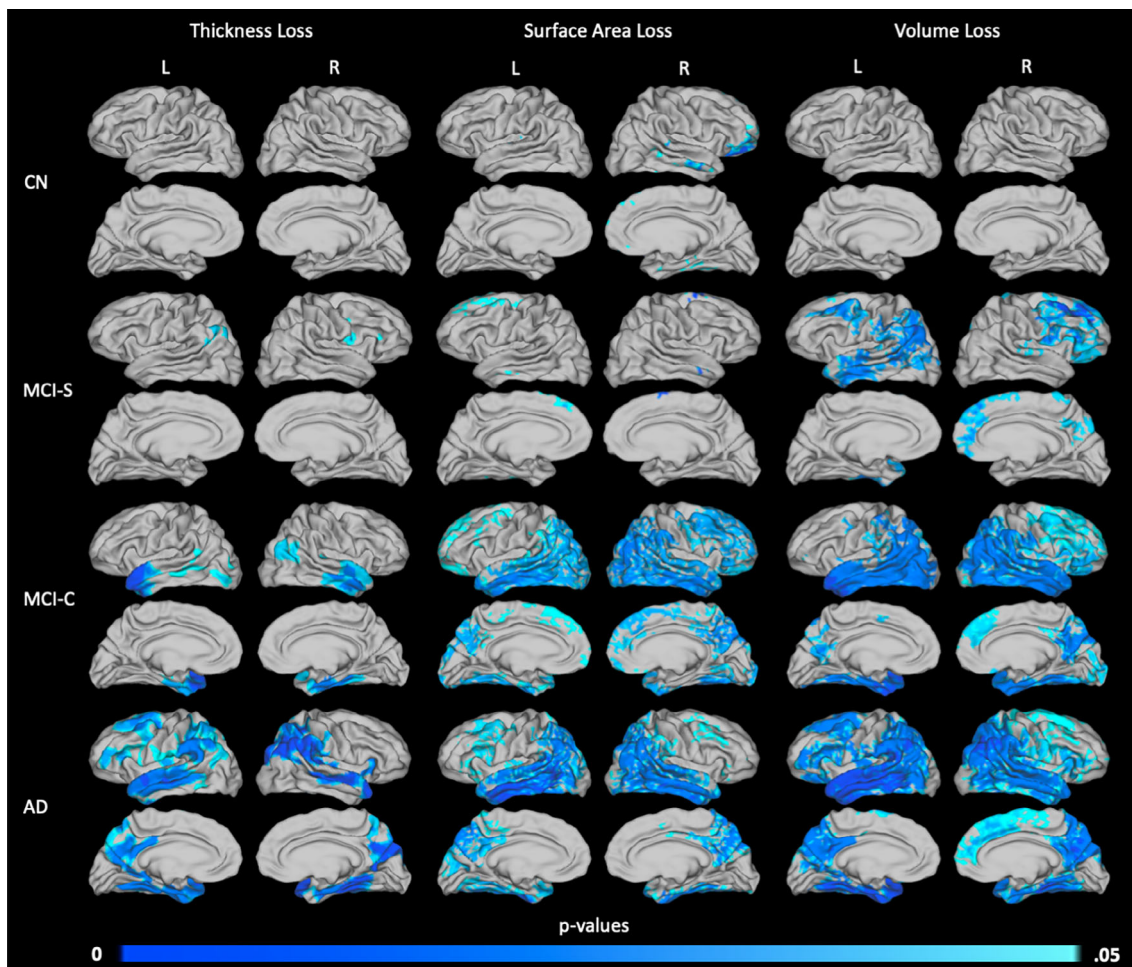 Thickness Loss Surface Area Loss Volume Loss
L R L R L R
CN
MCI-S
MCI-C
AD
p-values
0 .05